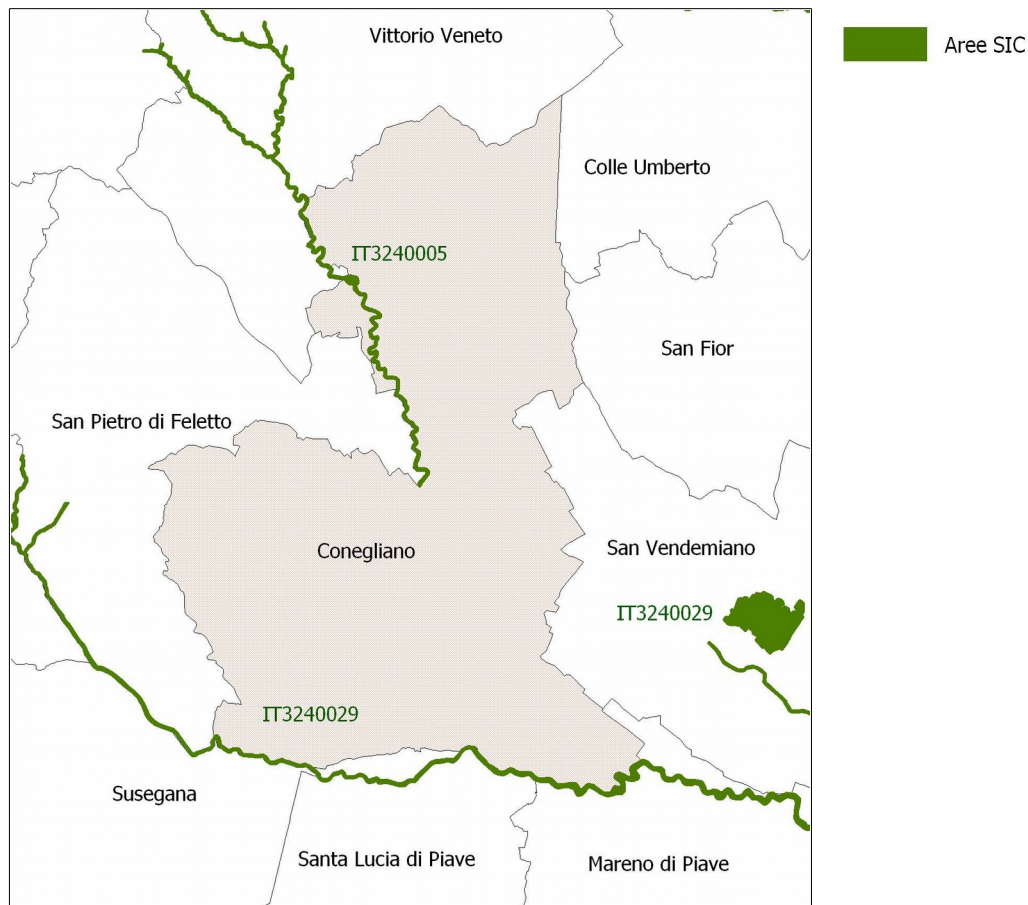 Vittorio Veneto
Aree SIC
Colle Umberto
IT3240005
San Fior
San Pietro di Feletto
Conegliano
San Vendemiano
IT3240029
IT3240029
Susegana
Santa Lucia di Piave
Mareno di Piave